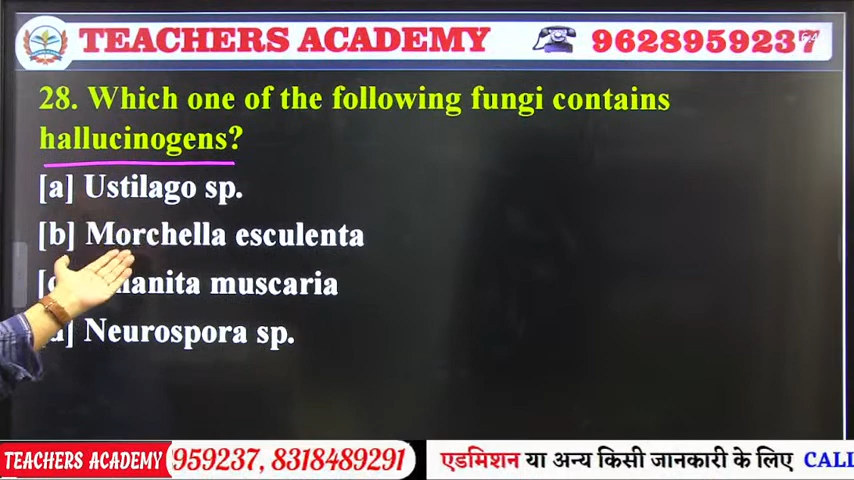 TEACHERS ACADEMY 9628959237
28. Which one of the following fungi contains
hallucinogens?
[a] Ustilago sp.
[b] Morchella esculenta
muscaria
Neurospora sp.
TEACHERS ACADEMY 959237, 8318489291 एडमिशन या अन्य किसी जानकारी के लिए CALL